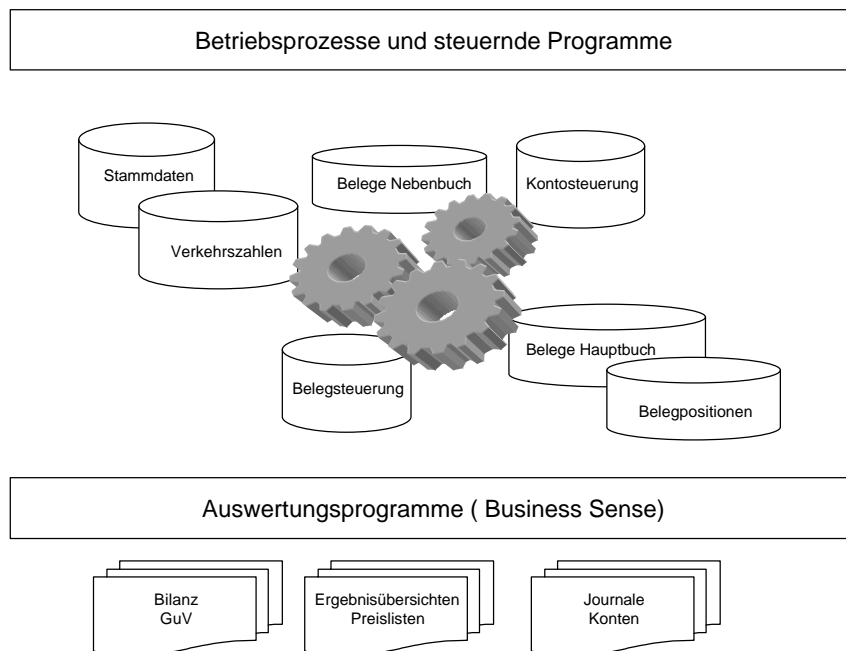 Betriebsprozesse und steuernde Programme
Stammdaten
Belege Nebenbuch
Kontosteuerung
Verkehrszahlen
Belege Hauptbuch
Belegsteuerung
Belegpositionen
Auswertungsprogramme ( Business Sense)
Bilanz
GuV
Ergebnisübersichten
Preislisten
Journale
Konten